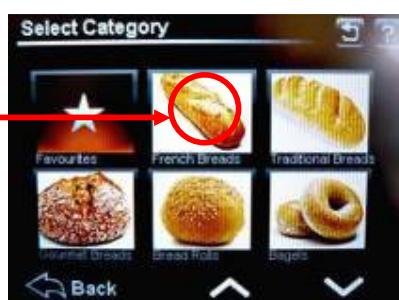 Select Category
?
Favourites
French Breads
Traditional Breads
Gourmet Breads
Bread Rolls
Bagels
Back